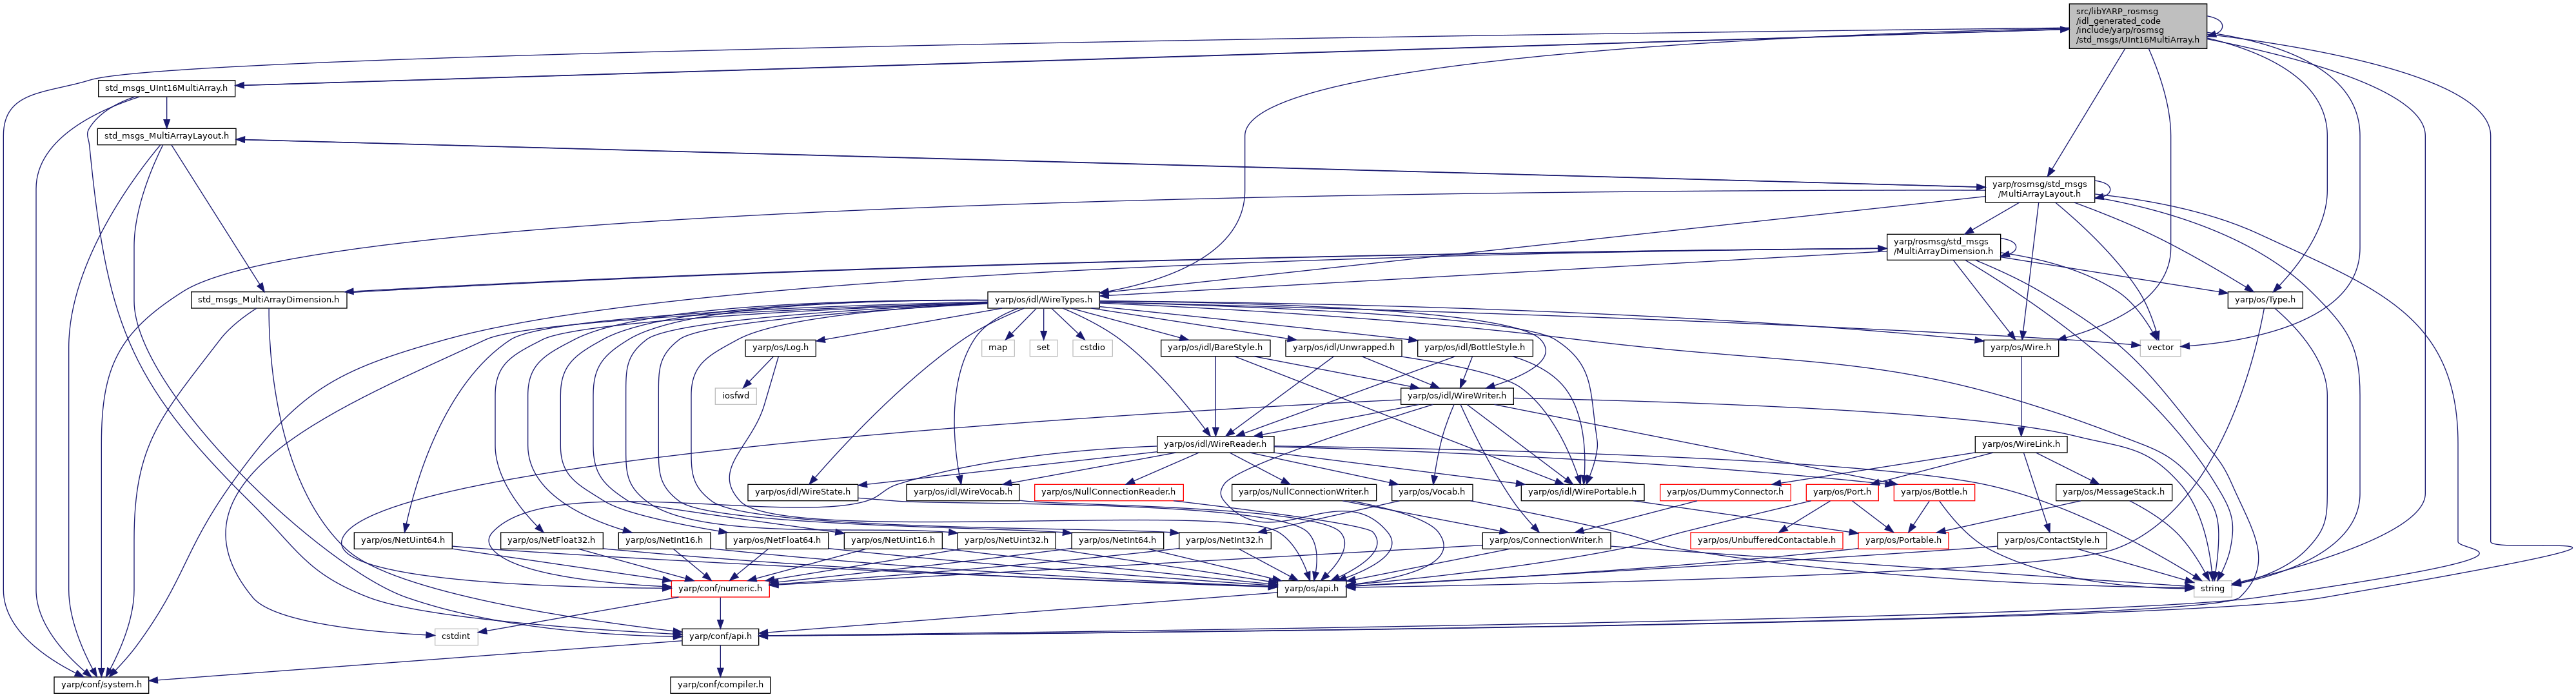 src/libYARP_rosmsg
/idl_generated_code
/include/yarp/rosmsg
/std_msgs/UInt16MultiArray.h
std_msgs_UInt16MultiArray.h
std_msgs_MultiArrayLayout.h
yarp/rosmsg/std_msgs
/MultiArrayLayout.h
yarp/rosmsg/std_msgs
/MultiArrayDimension.h
std_msgs_MultiArrayDimension.h
yarp/os/idl/WireTypes.h
yarp/os/Type.h
yarp/os/Log.h
map
set
cstdio
yarp/os/idl/BareStyle.h
yarp/os/idl/Unwrapped.h
yarp/os/idl/BottleStyle.h
yarp/os/Wire.h
vector
iosfwd
yarp/os/idl/WireWriter.h
yarp/os/idl/WireReader.h
yarp/os/WireLink.h
yarp/os/idl/WireState.h
yarp/os/idl/WireVocab.h
yarp/os/NullConnectionReader.h
yarp/os/NullConnectionWriter.h
yarp/os/Vocab.h
yarp/os/idl/WirePortable.h
yarp/os/DummyConnector.h
yarp/os/Port.h
yarp/os/Bottle.h
yarp/os/MessageStack.h
yarp/os/NetUint64.h
yarp/os/NetFloat32.h
yarp/os/NetInt16.h
yarp/os/NetFloat64.h
yarp/os/NetUint16.h
yarp/os/NetUint32.h
yarp/os/NetInt64.h
yarp/os/NetInt32.h
yarp/os/ConnectionWriter.h
yarp/os/UnbufferedContactable.h
yarp/os/Portable.h
yarp/os/ContactStyle.h
yarp/conf/numeric.h
yarp/os/api.h
string
cstdint
yarp/conf/api.h
yarp/conf/system.h
yarp/conf/compiler.h